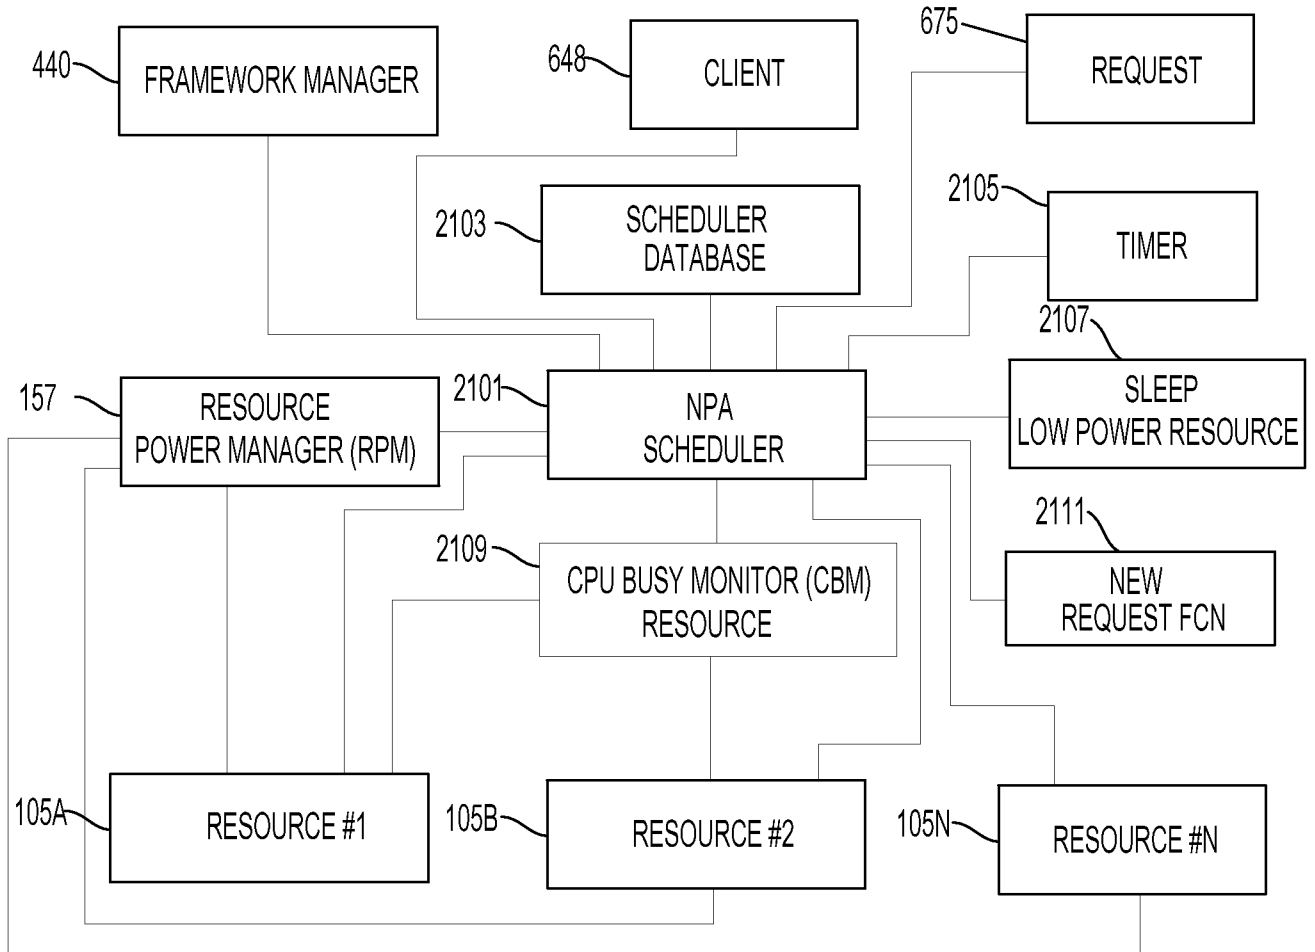 675
440
FRAMEWORK MANAGER
648
CLIENT
REQUEST
2103
SCHEDULER
DATABASE
2105
TIMER
2107
157
RESOURCE
POWER MANAGER (RPM)
2101
NPA
SCHEDULER
SLEEP
LOW POWER RESOURCE
2111
2109
CPU BUSY MONITOR (CBM)
RESOURCE
NEW
REQUEST FCN
105A
RESOURCE #1
105B
RESOURCE #2
105N
RESOURCE #N